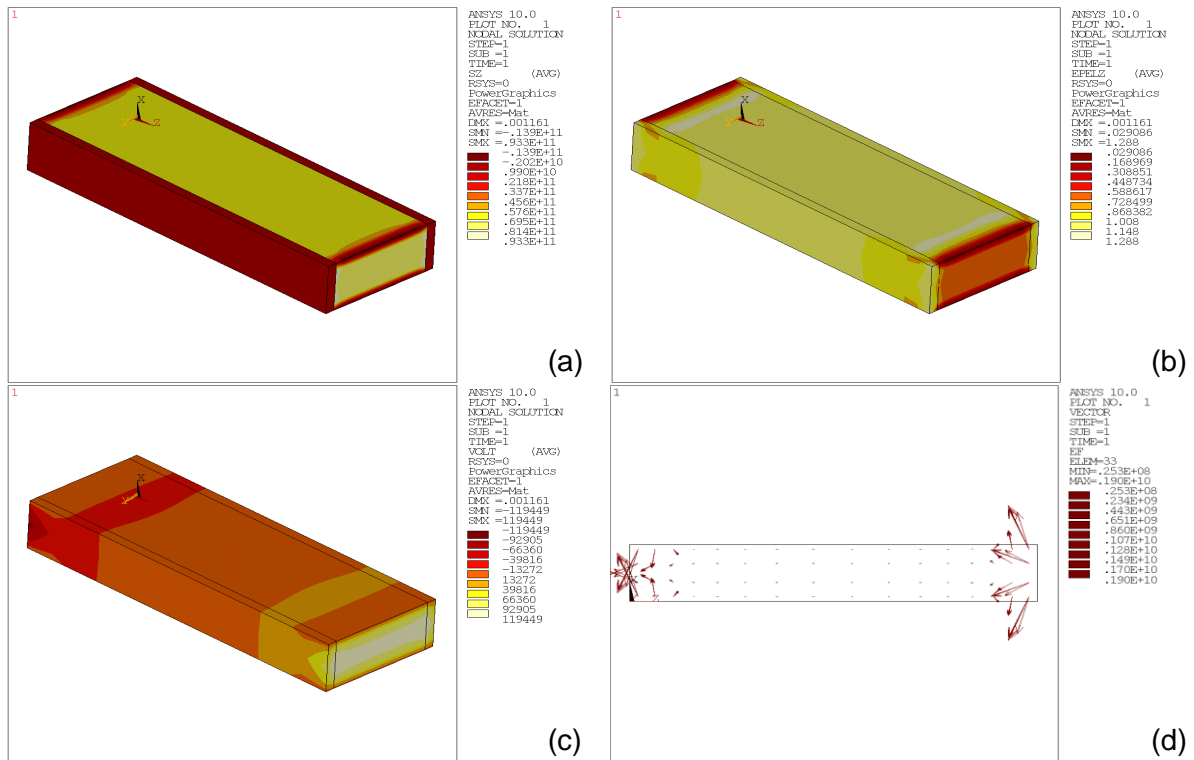 1
ANSYS 10.0
PLOT NO. 1
NODAL SOLUTION
STEP=1
SUB =1
TIME=1
SZ (AVG)
RSYS=0
PowerGraphics
EFACET=1
AVRES=Mat
DMX =.001161
SMN =-.139E+11
SMX =.933E+11
-.139E+11
-.202E+10
.990E+10
.218E+11
.337E+11
.456E+11
.576E+11
.695E+11
.814E+11
.933E+11
X
Y
Z
(a)
1
ANSYS 10.0
PLOT NO. 1
NODAL SOLUTION
STEP=1
SUB =1
TIME=1
EPELZ (AVG)
RSYS=0
PowerGraphics
EFACET=1
AVRES=Mat
DMX =.001161
SMN =.029086
SMX =1.288
.029086
.168969
.308851
.448734
.588617
.728499
.868382
1.008
1.148
1.288
X
Y
Z
(b)
1
ANSYS 10.0
PLOT NO. 1
NODAL SOLUTION
STEP=1
SUB =1
TIME=1
VOLT (AVG)
RSYS=0
PowerGraphics
EFACET=1
AVRES=Mat
DMX =.001161
SMN =-119449
SMX =119449
-119449
-92905
-66360
-39816
-13272
13272
39816
66360
92905
119449
X
Y
(c)
1
ANSYS 10.0
PLOT NO. 1
VECTOR
STEP=1
SUB =1
TIME=1
EF
ELEM=33
MIN=.253E+08
MAX=.190E+10
.253E+08
.234E+09
.443E+09
.651E+09
.860E+09
.107E+10
.128E+10
.149E+10
.170E+10
.190E+10
Z
(d)